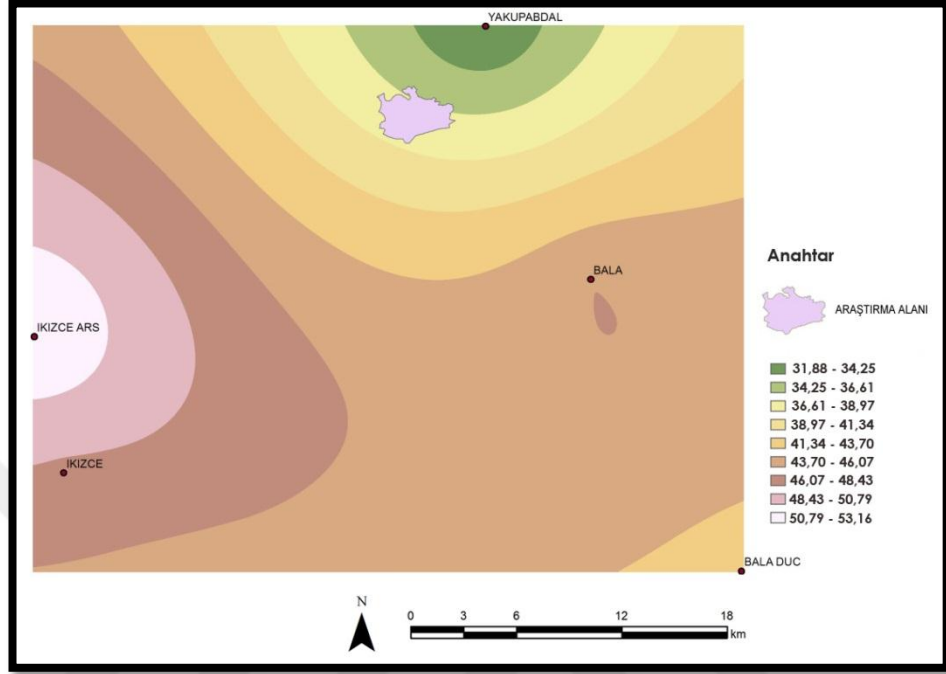 YAKUPABDAL
BALA
IKIZCE ARS
IKIZCE
BALA DUC
Anahtar
ARAŞTIRMA ALANI
31,88 - 34,25
34,25 - 36,61
36,61 - 38,97
38,97 - 41,34
41,34 - 43,70
43,70 - 46,07
46,07 - 48,43
48,43 - 50,79
50,79 - 53,16
N
0 3 6 12 18
km